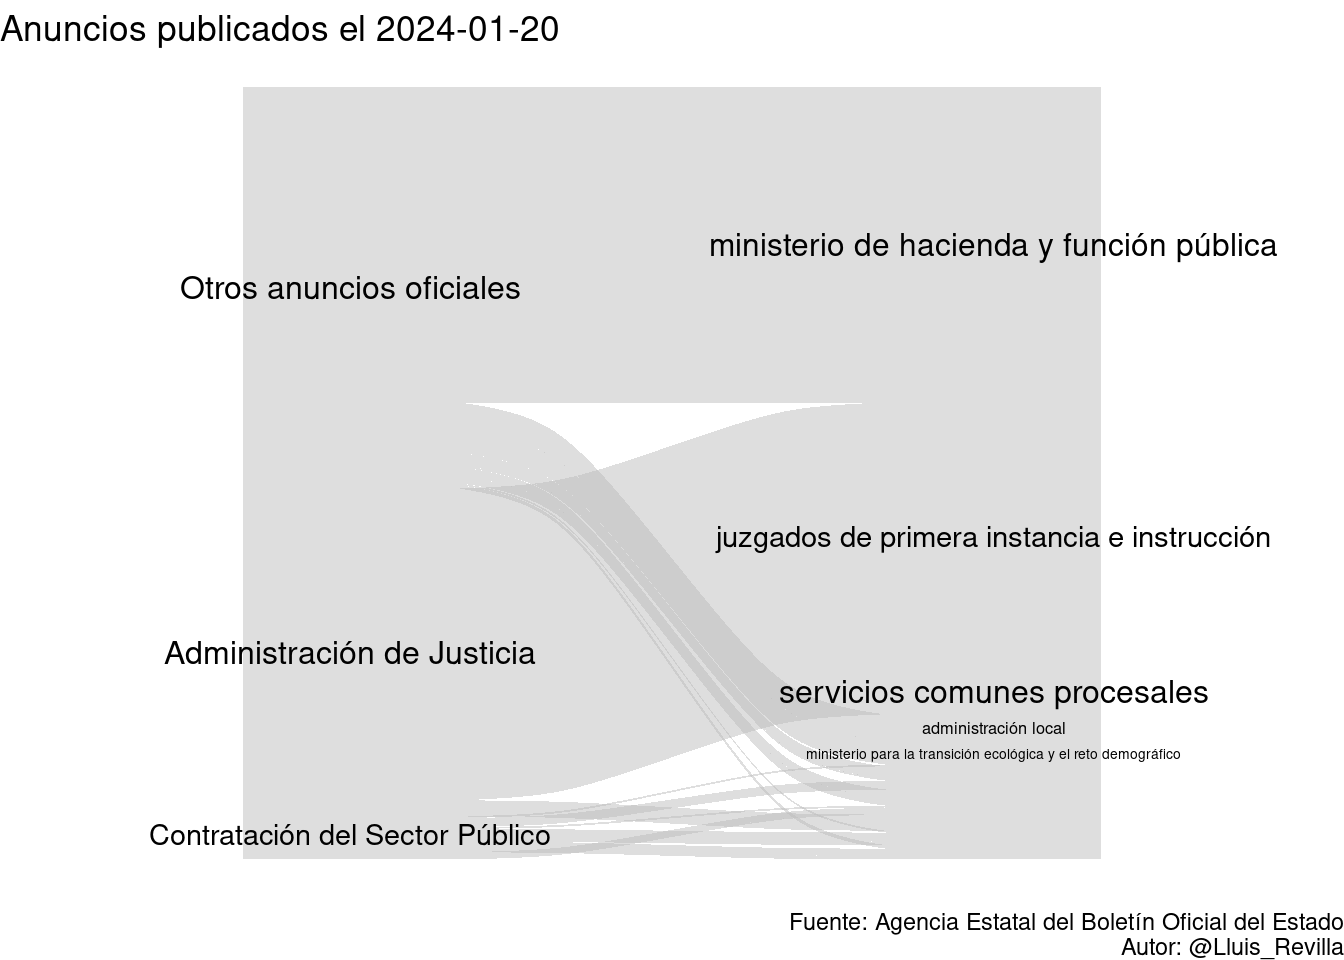 Anuncios publicados el 2024-01-20
ministerio de hacienda y función pública
Otros anuncios oficiales
juzgados de primera instancia e instrucción
Administración de Justicia
servicios comunes procesales
administración local
ministerio para la transición ecológica y el reto demográfico
Contratación del Sector Público
Fuente: Agencia Estatal del Boletín Oficial del Estado
Autor: @Lluis_Revilla